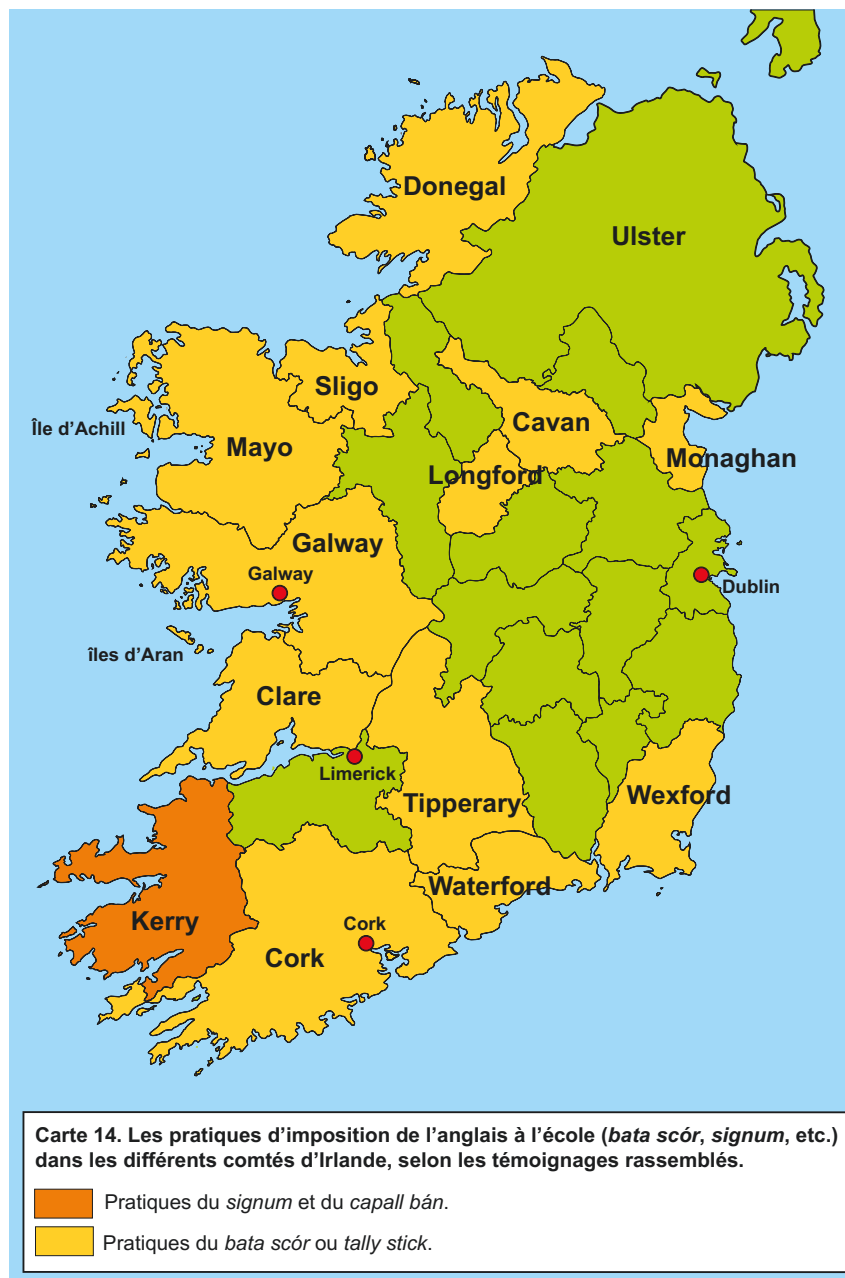 Donegal
Ulster
Sligo
Île d'Achill
Cavan
Mayo
Monaghan
Longford
Galway
Galway
Dublin
îles d'Aran
Clare
Limerick
Tipperary
Wexford
Waterford
Kerry
Cork
Cork
Carte 14. Les pratiques d'imposition de l'anglais à l'école (bata scór, signum, etc.)
dans les différents comtés d'Irlande, selon les témoignages rassemblés.
Pratiques du signum et du capall bán.
Pratiques du bata scór ou tally stick.